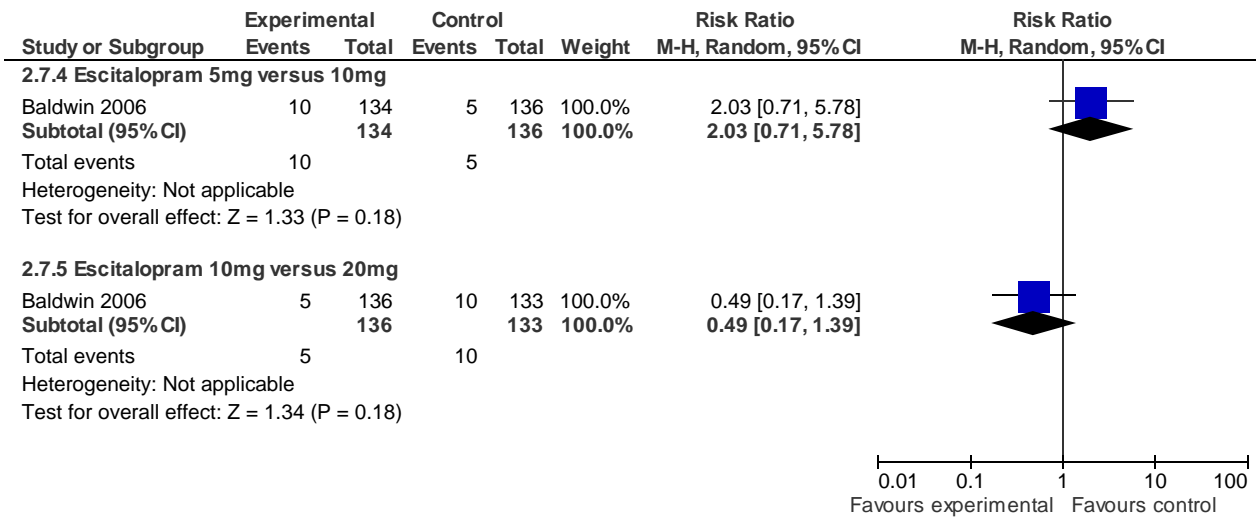 Experimental Control Risk Ratio Risk Ratio
Study or Subgroup Events Total Events Total Weight M-H, Random, 95% CI M-H, Random, 95% CI
2.7.4 Escitalopram 5mg versus 10mg
Baldwin 2006 10 134 5 136 100.0% 2.03 [0.71, 5.78]
Subtotal (95% CI) 134 136 100.0% 2.03 [0.71, 5.78]
Total events 10 5
Heterogeneity: Not applicable
Test for overall effect: Z = 1.33 (P = 0.18)
2.7.5 Escitalopram 10mg versus 20mg
Baldwin 2006 5 136 10 133 100.0% 0.49 [0.17, 1.39]
Subtotal (95% CI) 136 133 100.0% 0.49 [0.17, 1.39]
Total events 5 10
Heterogeneity: Not applicable
Test for overall effect: Z = 1.34 (P = 0.18)
0.01 0.1 1 10 100
Favours experimental Favours control